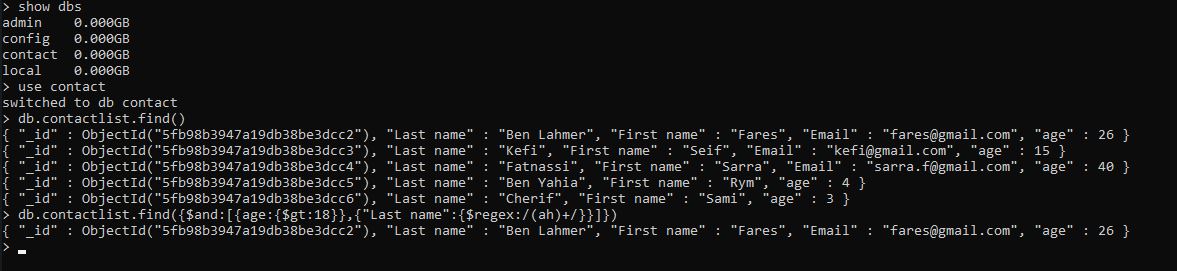 > show dbs
admin    0.000GB
config   0.000GB
contact  0.000GB
local    0.000GB
> use contact
switched to db contact
> db.contactlist.find()
{ "_id" : ObjectId("5fb98b3947a19db38be3dcc2"), "Last name" : "Ben Lahmer", "First name" : "Fares", "Email" : "fares@gmail.com", "age" : 26 }
{ "_id" : ObjectId("5fb98b3947a19db38be3dcc3"), "Last name" : "Kefi", "First name" : "Seif", "Email" : "kefi@gmail.com", "age" : 15 }
{ "_id" : ObjectId("5fb98b3947a19db38be3dcc4"), "Last name" : "Fatnassi", "First name" : "Sarra", "Email" : "sarra.f@gmail.com", "age" : 40 }
{ "_id" : ObjectId("5fb98b3947a19db38be3dcc5"), "Last name" : "Ben Yahia", "First name" : "Rym", "age" : 4 }
{ "_id" : ObjectId("5fb98b3947a19db38be3dcc6"), "Last name" : "Cherif", "First name" : "Sami", "age" : 3 }
> db.contactlist.find({$and:[{age:{$gt:18}},{"Last name":{$regex:/(ah)+/}}]})
{ "_id" : ObjectId("5fb98b3947a19db38be3dcc2"), "Last name" : "Ben Lahmer", "First name" : "Fares", "Email" : "fares@gmail.com", "age" : 26 }
>